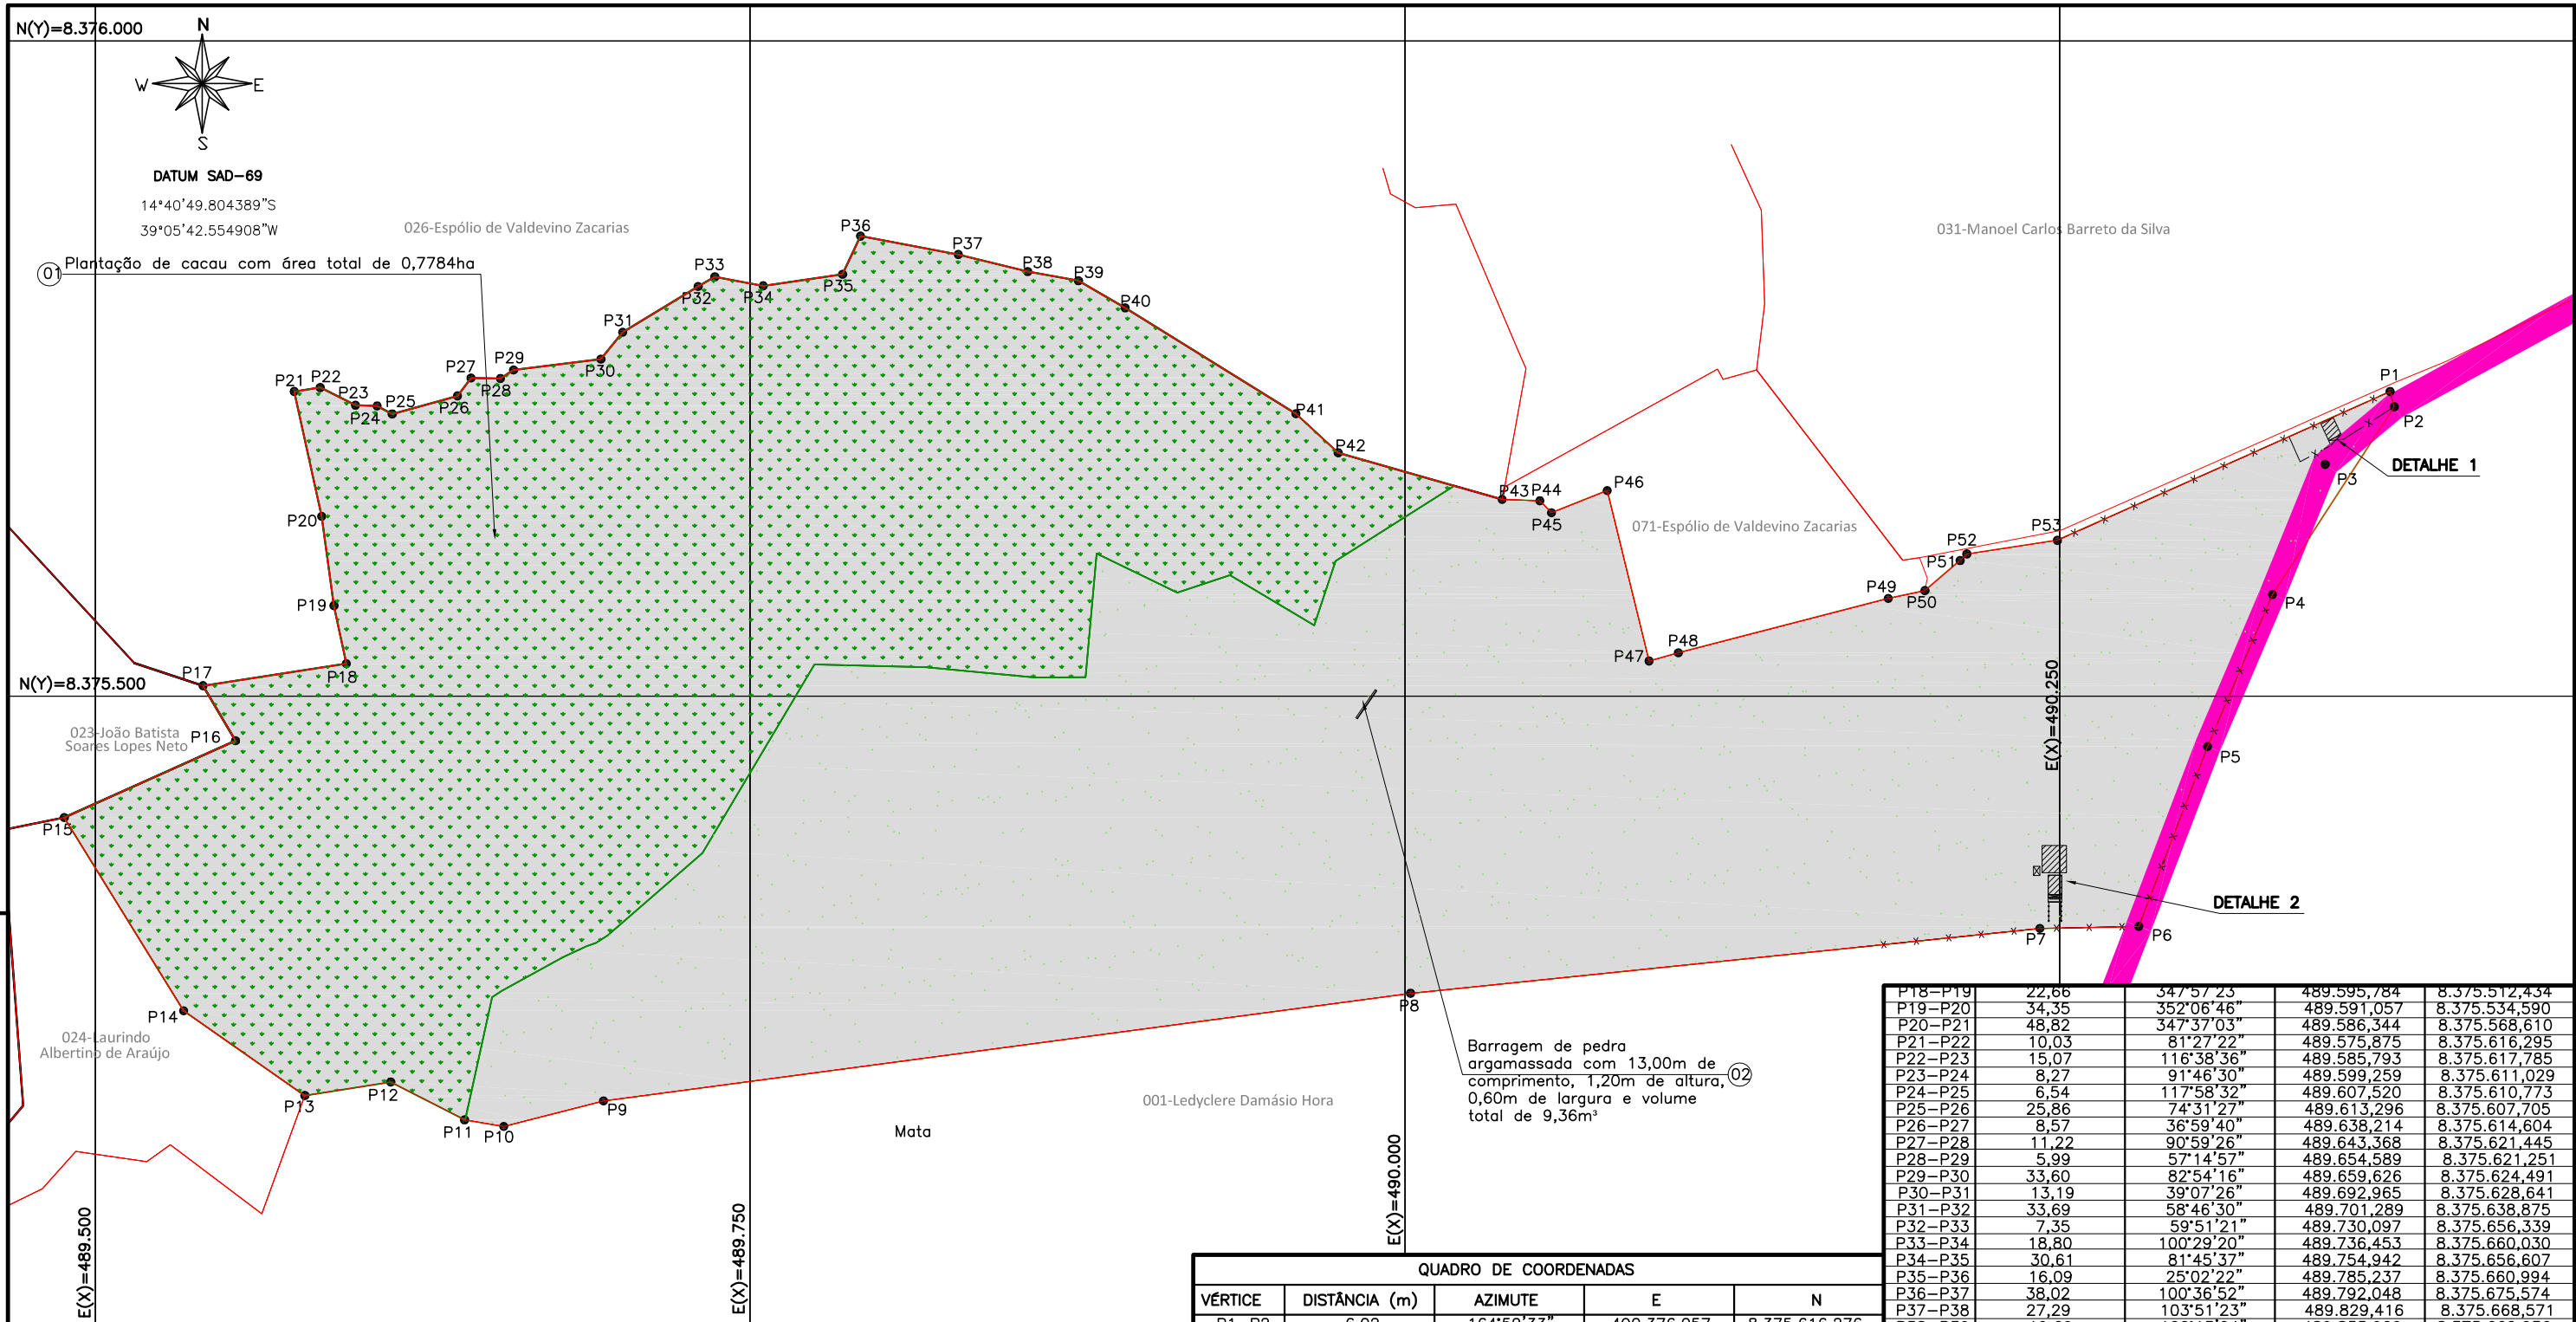 N(Y)=8.376.000
N
W
E
S
DATUM SAD-69
14°40'49.804389"S
39°05'42.554908"W
026-Espólio de Valdevino Zacarias
031-Manoel Carlos Barreto da Silva
01
Plantação de cacau com área total de 0,7784ha
P36
P37
P38
P39
P33
P32
P34
P35
P40
P31
P30
P29
P27
P28
P26
P25
P24
P23
P22
P21
P41
P42
P20
P19
P18
P17
P43
P44
P45
P46
071-Espólio de Valdevino Zacarias
P47
P48
P49
P50
P51
P52
P53
P1
P2
P3
DETALHE 1
P4
P5
N(Y)=8.375.500
P16
023-João Batista
Soares Lopes Neto
P15
P14
024-Laurindo
Albertino de Araújo
P13
P12
P11
P10
P9
P8
P7
P6
DETALHE 2
E(X)=490.250
Barragem de pedra
argamassada com 13,00m de
comprimento, 1,20m de altura,
0,60m de largura e volume
total de 9,36m³
02
001-Ledyclere Damásio Hora
Mata
E(X)=489.500
E(X)=489.750
E(X)=490.000
P18-P19 22,66 347°57'23 489.595,784 8.375.512,434
P19-P20 34,35 352°06'46" 489.591,057 8.375.534,590
P20-P21 48,82 347°37'03" 489.586,344 8.375.568,610
P21-P22 10,03 81°27'22" 489.575,875 8.375.616,295
P22-P23 15,07 116°38'36" 489.585,793 8.375.617,785
P23-P24 8,27 91°46'30" 489.599,259 8.375.611,029
P24-P25 6,54 117°58'32" 489.607,520 8.375.610,773
P25-P26 25,86 74°31'27" 489.613,296 8.375.607,705
P26-P27 8,57 36°59'40" 489.638,214 8.375.614,604
P27-P28 11,22 90°59'26" 489.643,368 8.375.621,445
P28-P29 5,99 57°14'57" 489.654,589 8.375.621,251
P29-P30 33,60 82°54'16" 489.659,626 8.375.624,491
P30-P31 13,19 39°07'26" 489.692,965 8.375.628,641
P31-P32 33,69 58°46'30" 489.701,289 8.375.638,875
P32-P33 7,35 59°51'21" 489.730,097 8.375.656,339
P33-P34 18,80 100°29'20" 489.736,453 8.375.660,030
P34-P35 30,61 81°45'37" 489.754,942 8.375.656,607
P35-P36 16,09 25°02'22" 489.785,237 8.375.660,994
P36-P37 38,02 100°36'52" 489.792,048 8.375.675,574
P37-P38 27,29 103°51'23" 489.829,416 8.375.668,571
QUADRO DE COORDENADAS
VÉRTICE DISTÂNCIA (m) AZIMUTE E N